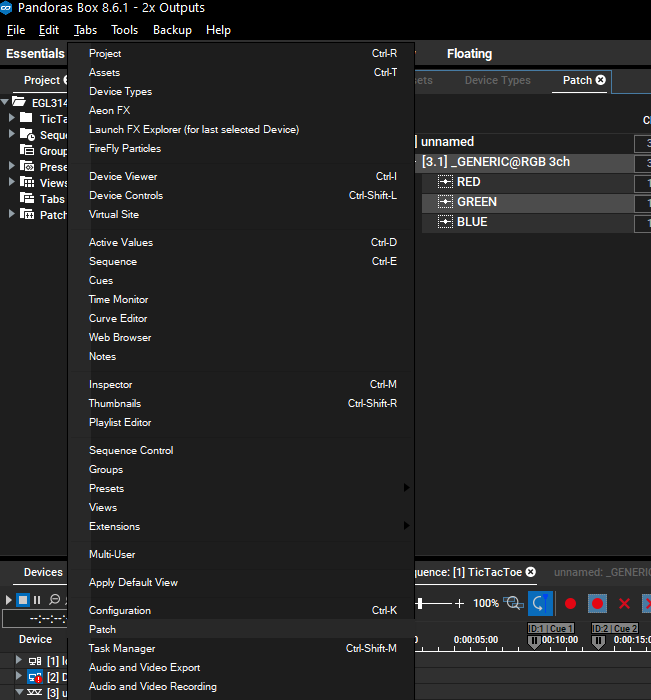 Pandoras Box 8.6.1 - 2x Outputs
File Edit Tabs Tools Backup Help
Essentials Floating
Project
Project Ctrl-R
Assets Ctrl-T
Device Types
Aeon FX
Launch FX Explorer (for last selected Device)
FireFly Particles
Device Viewer Ctrl-I
Device Controls Ctrl-Shift-L
Virtual Site
Active Values Ctrl-D
Sequence Ctrl-E
Cues
Time Monitor
Curve Editor
Web Browser
Notes
Inspector Ctrl-M
Thumbnails Ctrl-Shift-R
Playlist Editor
Sequence Control
Groups
Presets
Views
Extensions
Multi-User
Apply Default View
Configuration Ctrl-K
Patch
Task Manager Ctrl-Shift-M
Audio and Video Export
Audio and Video Recording
EGL314
TicTa
Seque
Group
Prese
Views
Tabs
Patch
sets Device Types Patch
unnamed
[3.1] _GENERIC@RGB 3ch
RED
GREEN
BLUE
Devices
--:--:--
Device
[1]
[2] D
[3] u
quence: [1] TicTacToe unnamed: _GENERI
100%
ID:1 | Cue 1 ID:2 | Cue 2
0:00:05:00 00:10:00 0:00:15:0